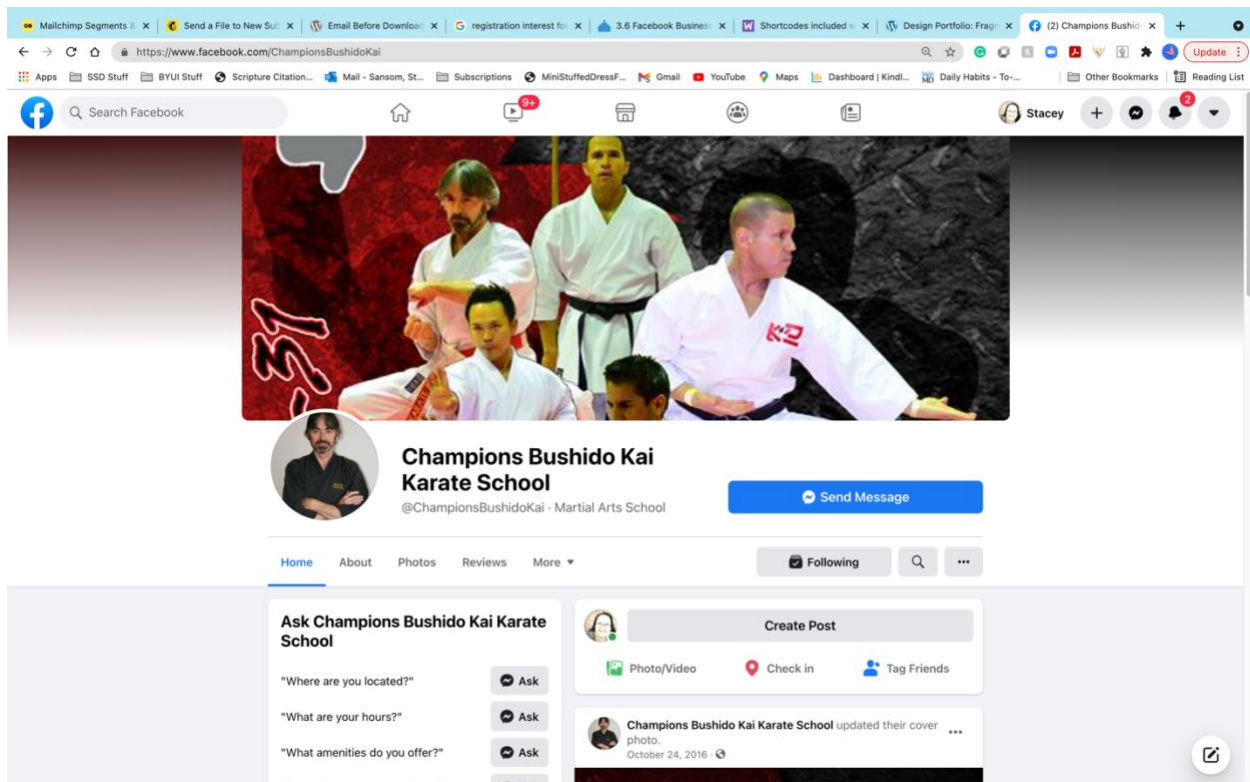 Mailchimp Segments &
Send a File to New Sub
Email Before Download
registration interest for
3.6 Facebook Business
Shortcodes included w
Design Portfolio: Fragm
(2) Champions Bushid
https://www.facebook.com/ChampionsBushidoKai
Update
Apps
SSD Stuff
BYUI Stuff
Scripture Citation...
Mail - Sansom, St...
Subscriptions
MiniStuffedDressF...
Gmail
YouTube
Maps
Dashboard | Kindl...
Daily Habits - To-...
Other Bookmarks
Reading List
Search Facebook
9+
Stacey
2
Champions Bushido Kai
Karate School
@ChampionsBushidoKai · Martial Arts School
Send Message
Home
About
Photos
Reviews
More
Following
Ask Champions Bushido Kai Karate
School
"Where are you located?"
Ask
"What are your hours?"
Ask
"What amenities do you offer?"
Ask
Create Post
Photo/Video
Check in
Tag Friends
Champions Bushido Kai Karate School updated their cover
photo.
October 24, 2016 ·